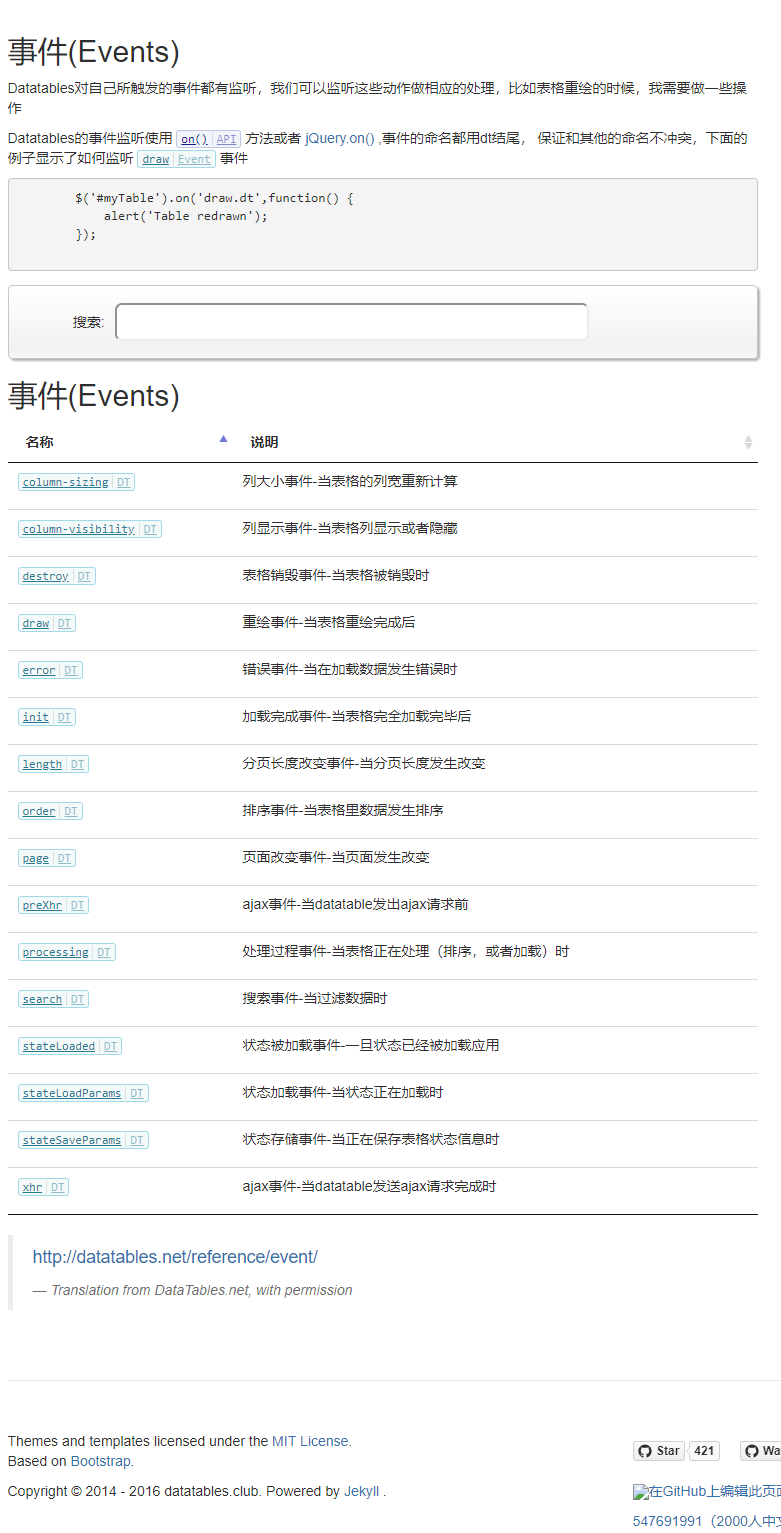 事件(Events)
Datatables对自己所触发的事件都有监听，我们可以监听这些动作做相应的处理，比如表格重绘的时候，我需要做一些操
作
Datatables的事件监听使用 on() API 方法或者 jQuery.on() ,事件的命名都用dt结尾， 保证和其他的命名不冲突，下面的
例子显示了如何监听 draw Event 事件
$('#myTable').on('draw.dt',function() {
alert('Table redrawn');
});
搜索:
事件(Events)
名称 说明
column-sizing DT 列大小事件-当表格的列宽重新计算
column-visibility DT 列显示事件-当表格列显示或者隐藏
destroy DT 表格销毁事件-当表格被销毁时
draw DT 重绘事件-当表格重绘完成后
error DT 错误事件-当在加载数据发生错误时
init DT 加载完成事件-当表格完全加载完毕后
length DT 分页长度改变事件-当分页长度发生改变
order DT 排序事件-当表格里数据发生排序
page DT 页面改变事件-当页面发生改变
preXhr DT ajax事件-当datatable发出ajax请求前
processing DT 处理过程事件-当表格正在处理（排序，或者加载）时
search DT 搜索事件-当过滤数据时
stateLoaded DT 状态被加载事件-一旦状态已经被加载应用
stateLoadParams DT 状态加载事件-当状态正在加载时
stateSaveParams DT 状态存储事件-当正在保存表格状态信息时
xhr DT ajax事件-当datatable发送ajax请求完成时
http://datatables.net/reference/event/
— Translation from DataTables.net, with permission
Themes and templates licensed under the MIT License.
Based on Bootstrap.
Copyright © 2014 - 2016 datatables.club. Powered by Jekyll .
Star 421 Wa
在GitHub上编辑此页面
547691991（2000人中文